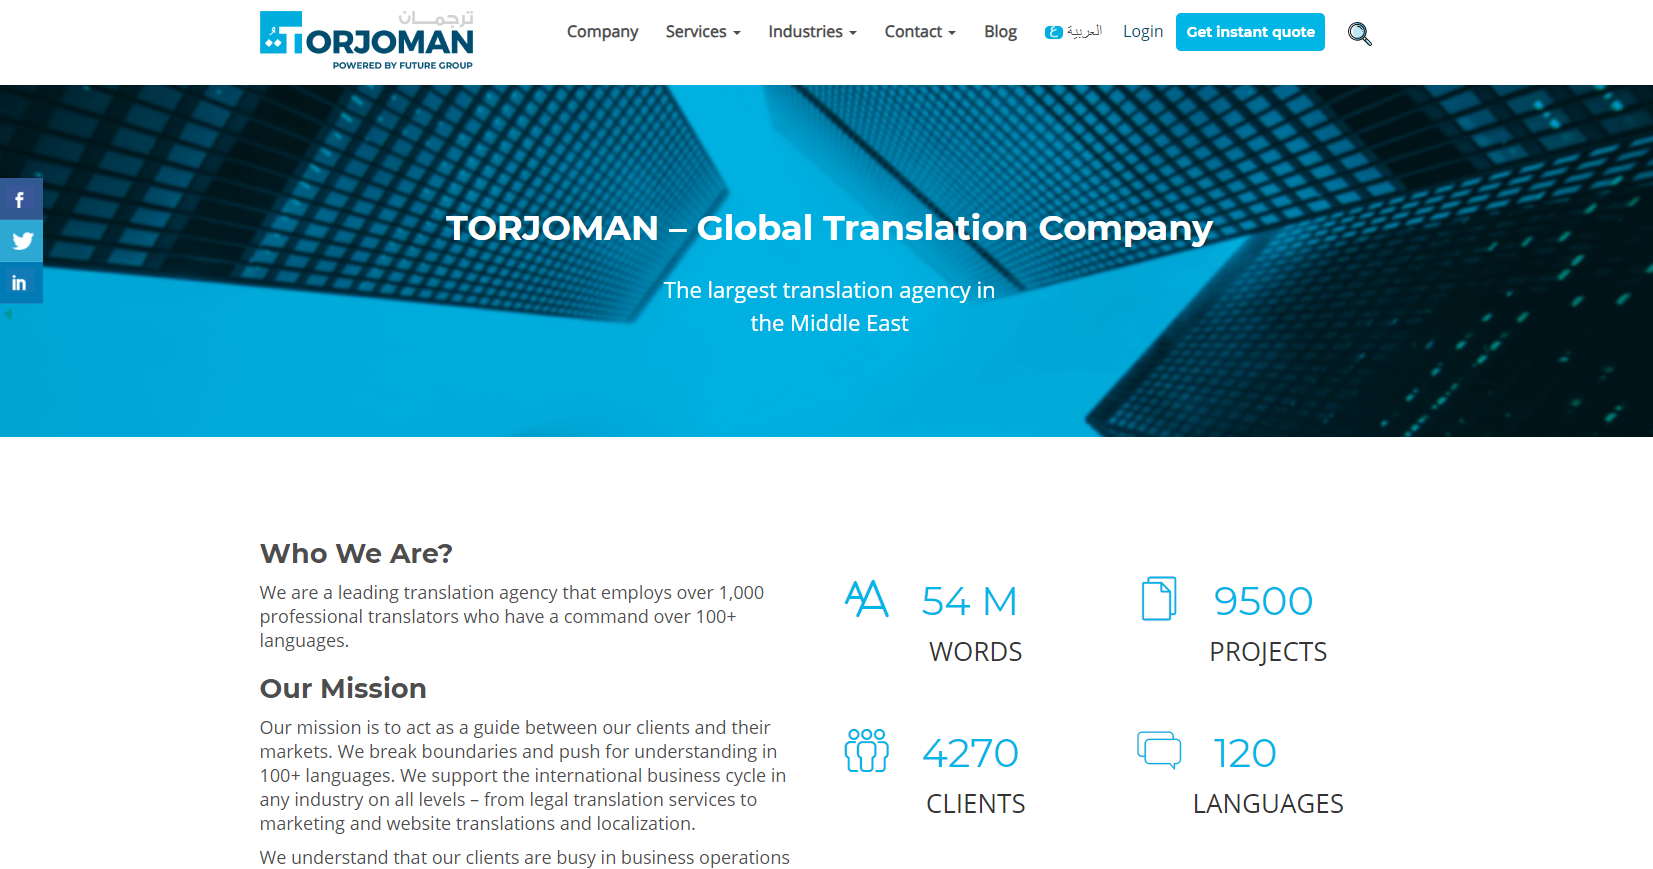 ترجمان
TORJOMAN
POWERED BY FUTURE GROUP
Company
Services
Industries
Contact
Blog
ع العربية
Login
Get instant quote
f
in
TORJOMAN – Global Translation Company
The largest translation agency in
the Middle East
Who We Are?
We are a leading translation agency that employs over 1,000
professional translators who have a command over 100+
languages.
Our Mission
Our mission is to act as a guide between our clients and their
markets. We break boundaries and push for understanding in
100+ languages. We support the international business cycle in
any industry on all levels – from legal translation services to
marketing and website translations and localization.
We understand that our clients are busy in business operations
54 M
WORDS
9500
PROJECTS
4270
CLIENTS
120
LANGUAGES